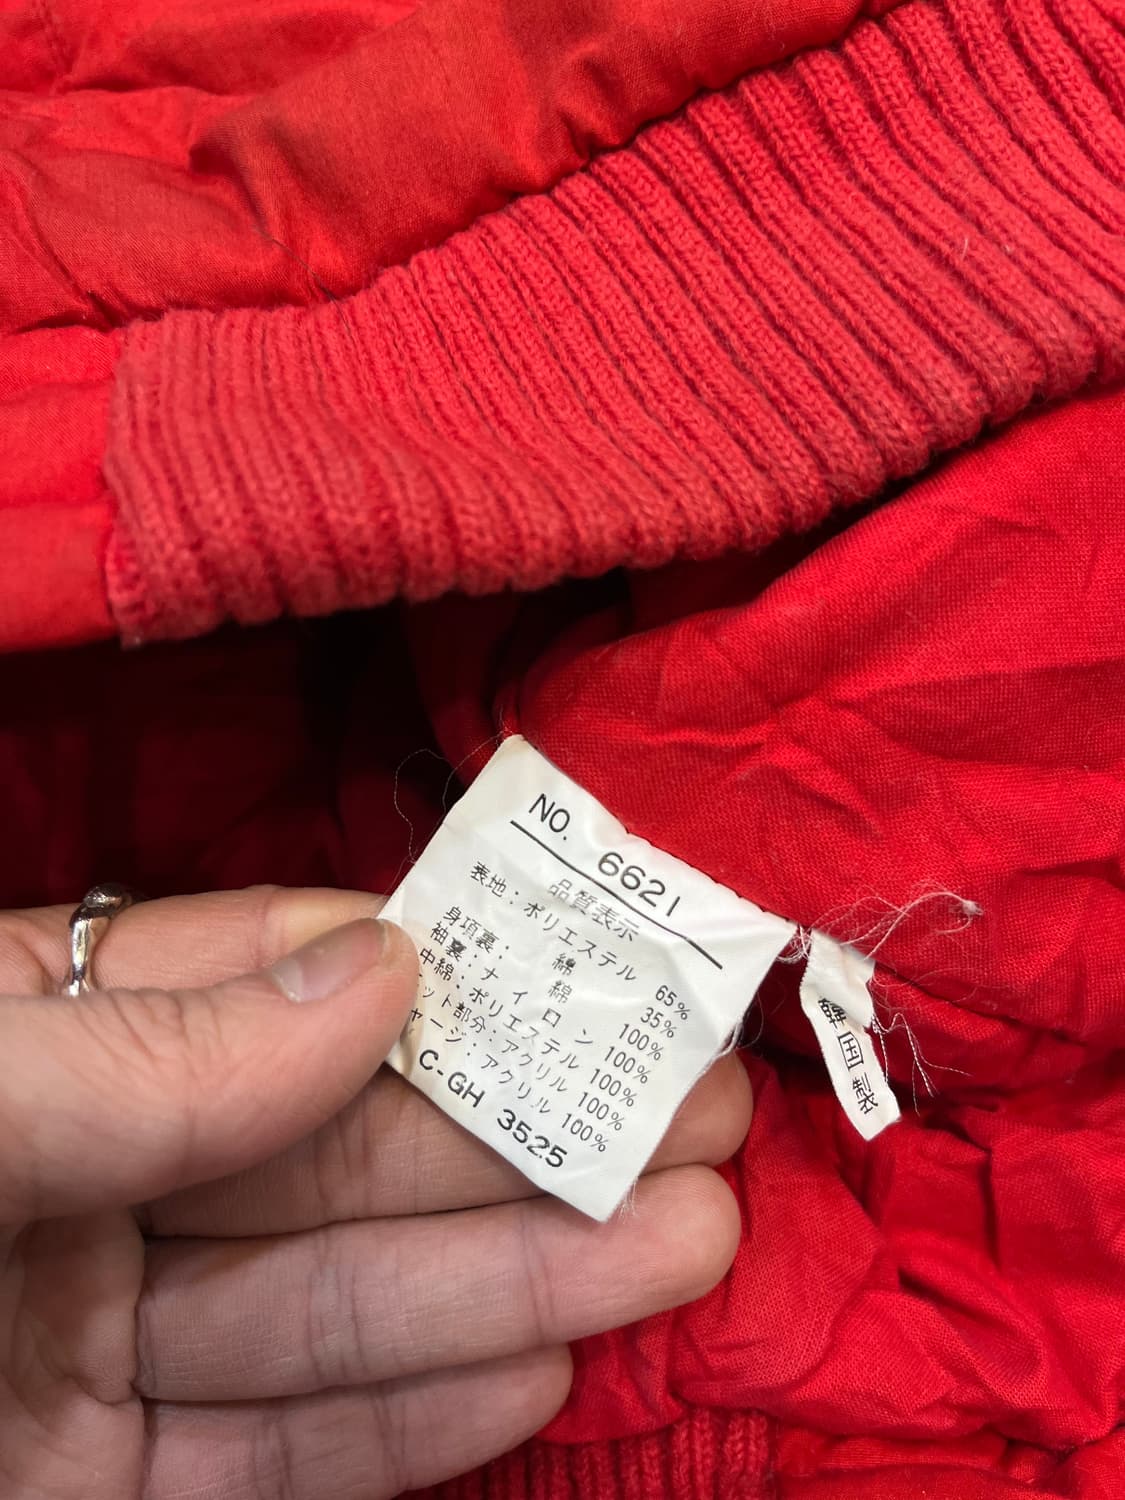 NO. 6621
品質表示
表地：ポリエステル 65%
綿 35%
身項裏： 綿 100%
袖裏：ナイロン 100%
中綿：ポリエステル 100%
ット部分：アクリル 100%
ャージ：アクリル 100%
C-GH 3525
韓国製